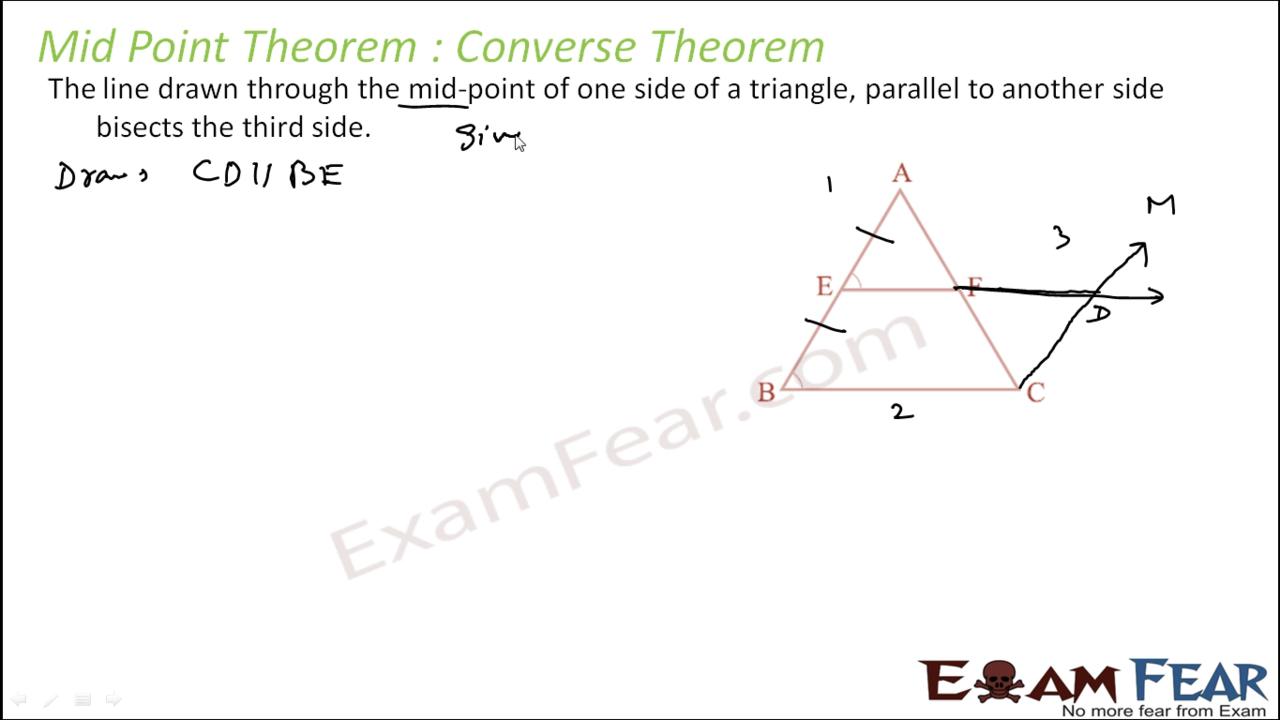 Mid Point Theorem : Converse Theorem
The line drawn through the mid-point of one side of a triangle, parallel to another side
bisects the third side.
Giv
Draw, CD || BE
A
1
M
3
E
F
D
B
C
2
ExamFear.com
EXAM FEAR
No more fear from Exam